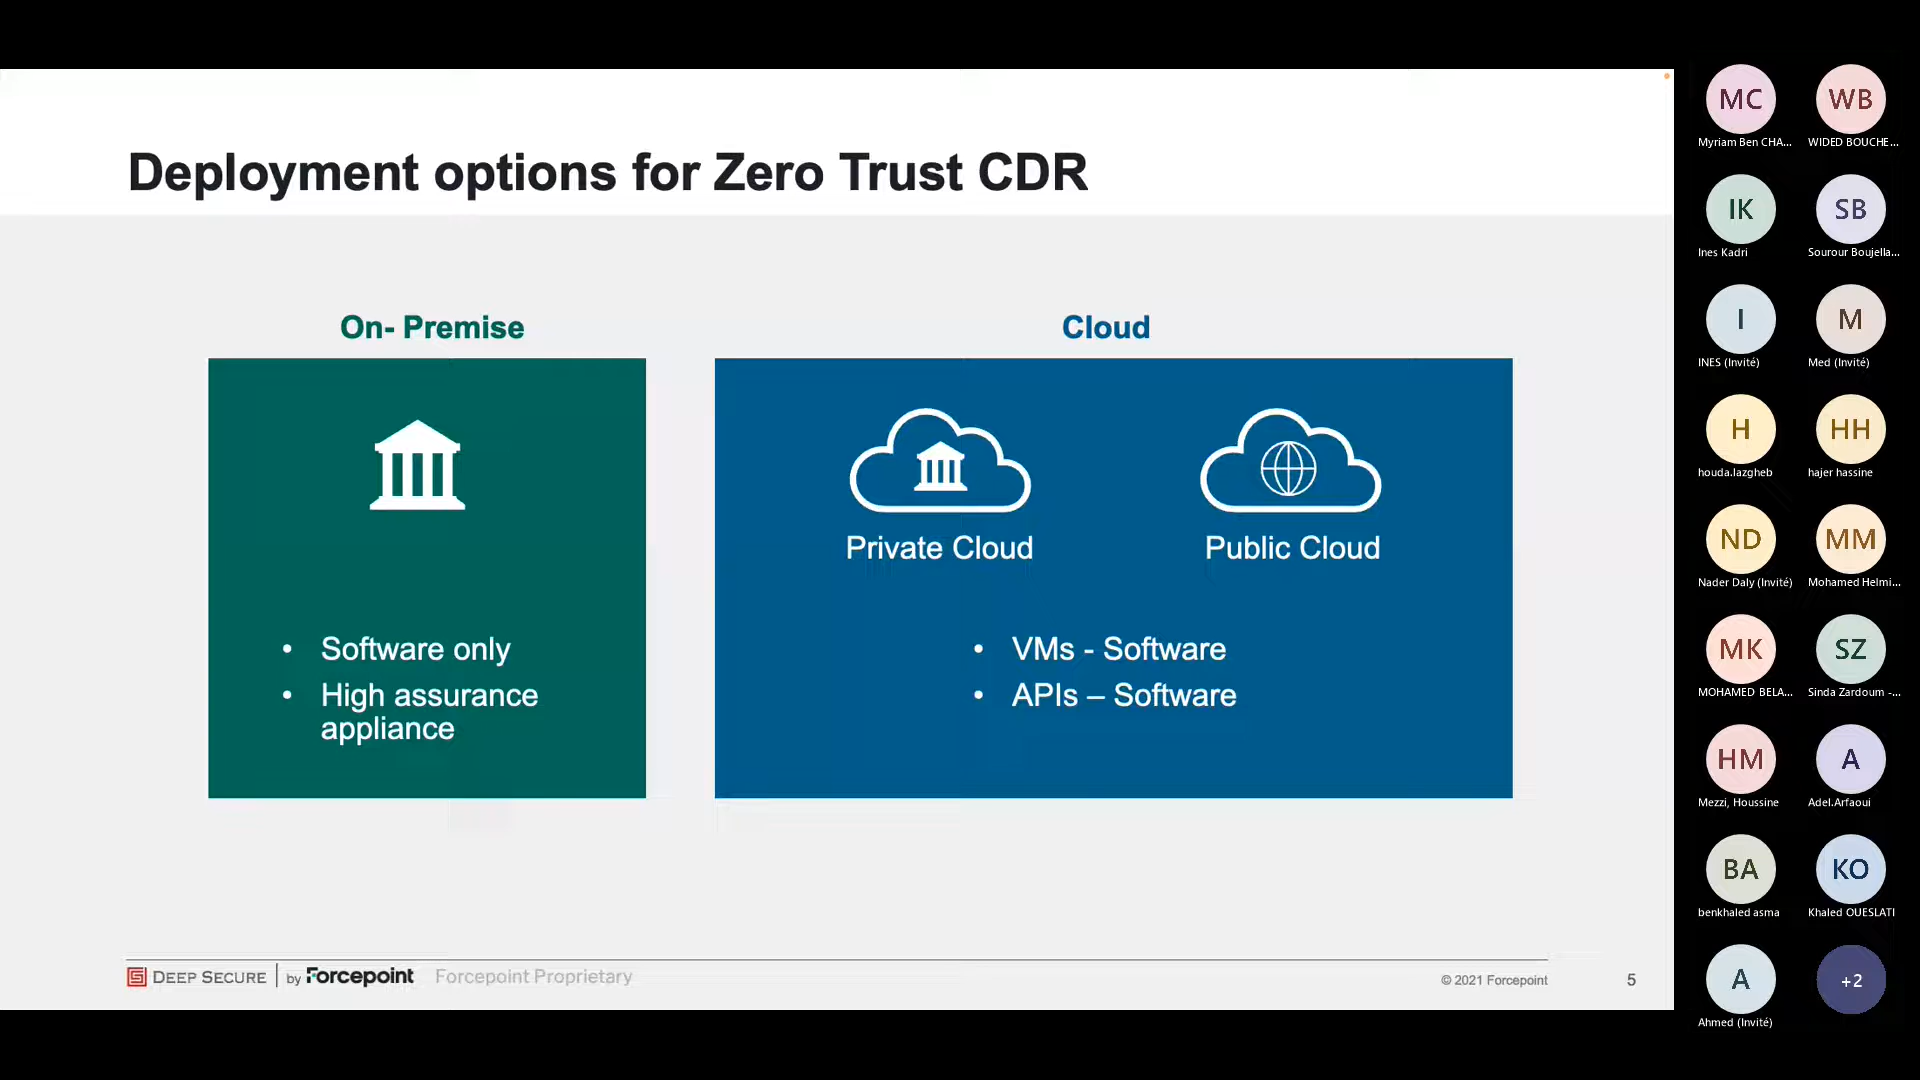 Deployment options for Zero Trust CDR
On- Premise
• Software only
• High assurance
appliance
Cloud
Private Cloud
Public Cloud
• VMs - Software
• APIs – Software
DEEP SECURE | by Forcepoint Forcepoint Proprietary
© 2021 Forcepoint
5
MC
Myriam Ben CHA...
WB
WIDED BOUCHE...
IK
Ines Kadri
SB
Sourour Boujella...
I
INES (Invité)
M
Med (Invité)
H
houda.lazgheb
HH
hajer hassine
ND
Nader Daly (Invité)
MM
Mohamed Helmi...
MK
MOHAMED BELA...
SZ
Sinda Zardoum -...
HM
Mezzi, Houssine
A
Adel.Arfaoui
BA
benkhaled asma
KO
Khaled OUESLATI
A
Ahmed (Invité)
+2